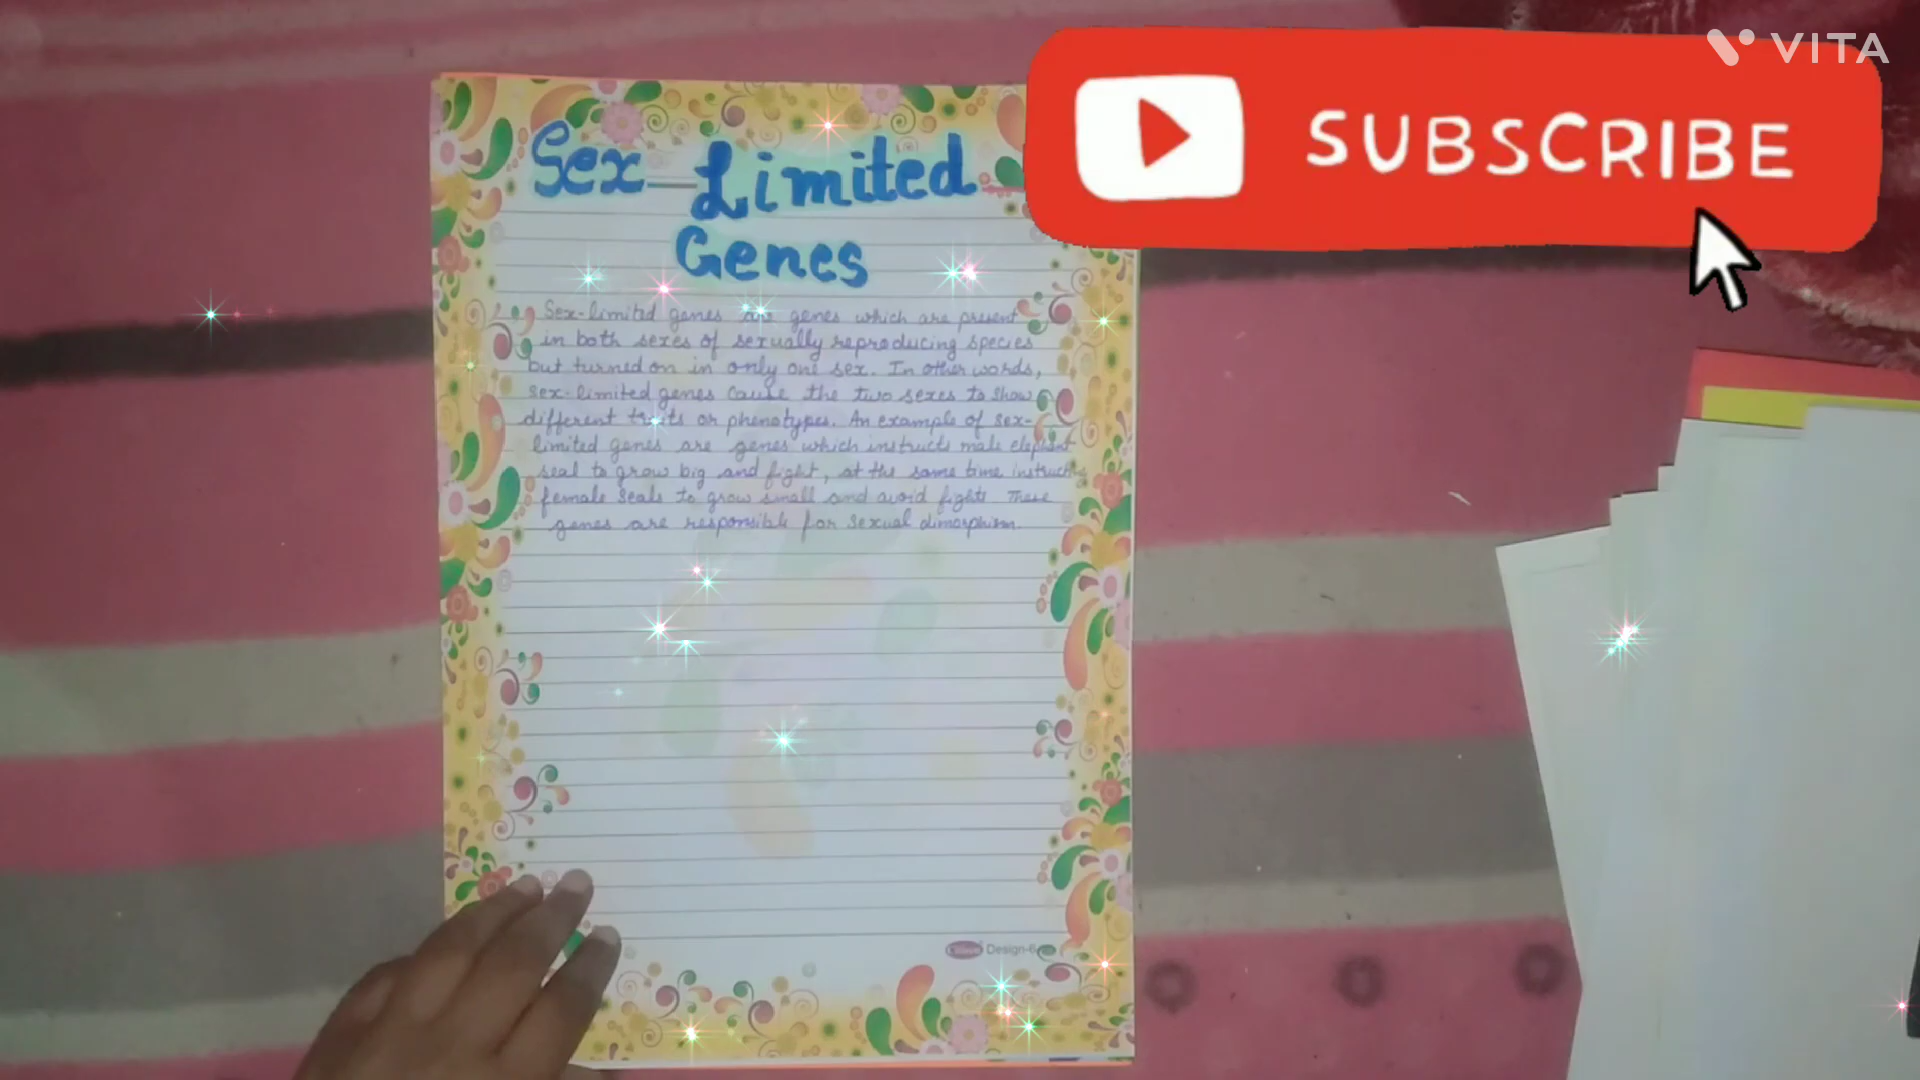 VITA
SUBSCRIBE
Sex-Limited
Genes
Sex-limited genes are genes which are present
in both sexes of sexually reproducing species
but turned on in only one sex. In other words,
sex-limited genes cause the two sexes to show
different traits or phenotypes. An example of sex-
limited genes are genes which instructs male elephant
seal to grow big and fight, at the same time instructing
female seals to grow small and avoid fights. These
genes are responsible for sexual dimorphism.
Design-6